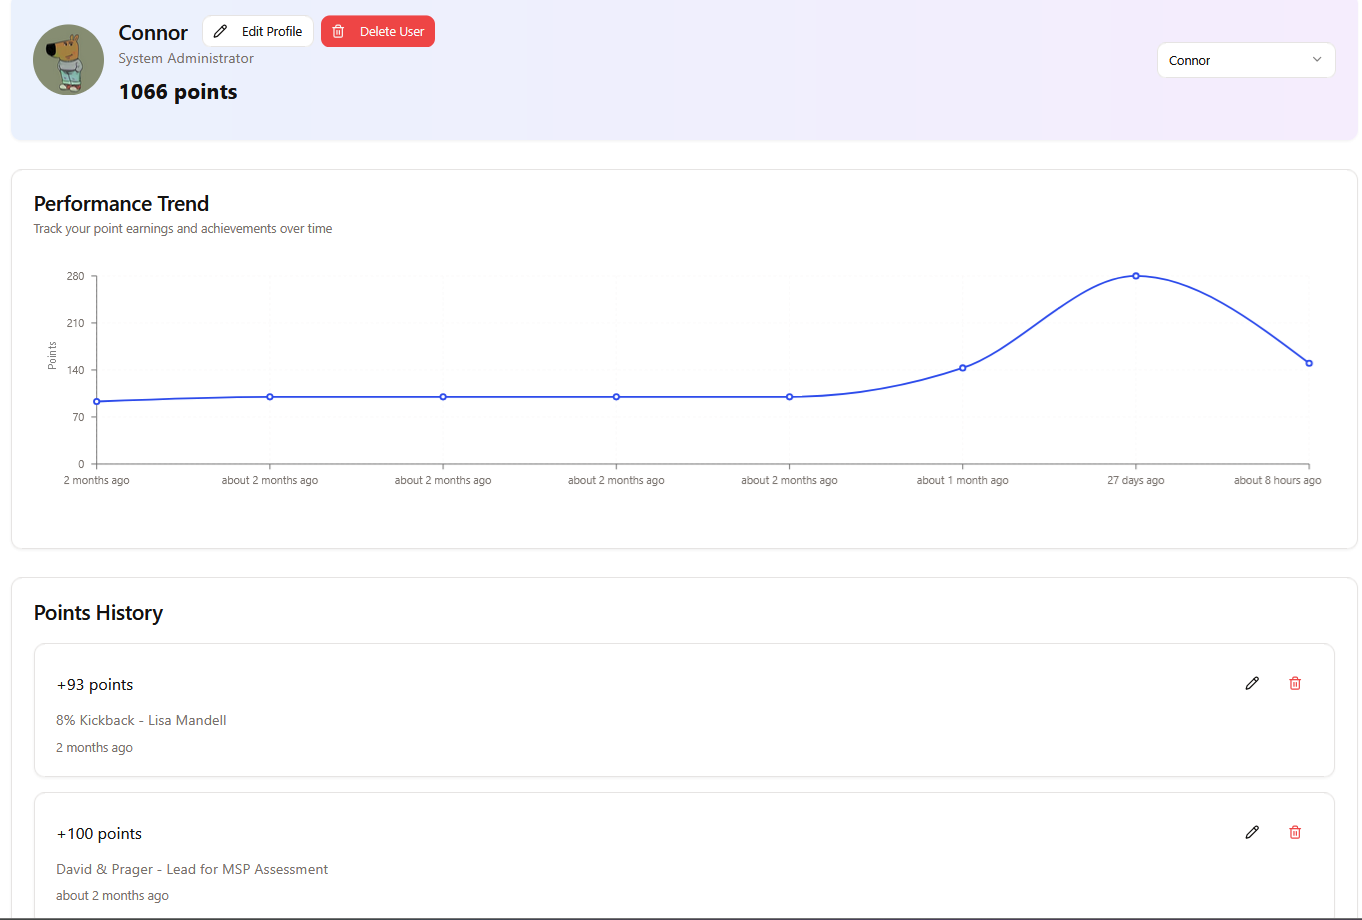 Connor
Edit Profile
Delete User
System Administrator
1066 points
Connor
Performance Trend
Track your point earnings and achievements over time
280
210
140
70
0
Points
2 months ago
about 2 months ago
about 2 months ago
about 2 months ago
about 2 months ago
about 1 month ago
27 days ago
about 8 hours ago
Points History
+93 points
8% Kickback - Lisa Mandell
2 months ago
+100 points
David & Prager - Lead for MSP Assessment
about 2 months ago